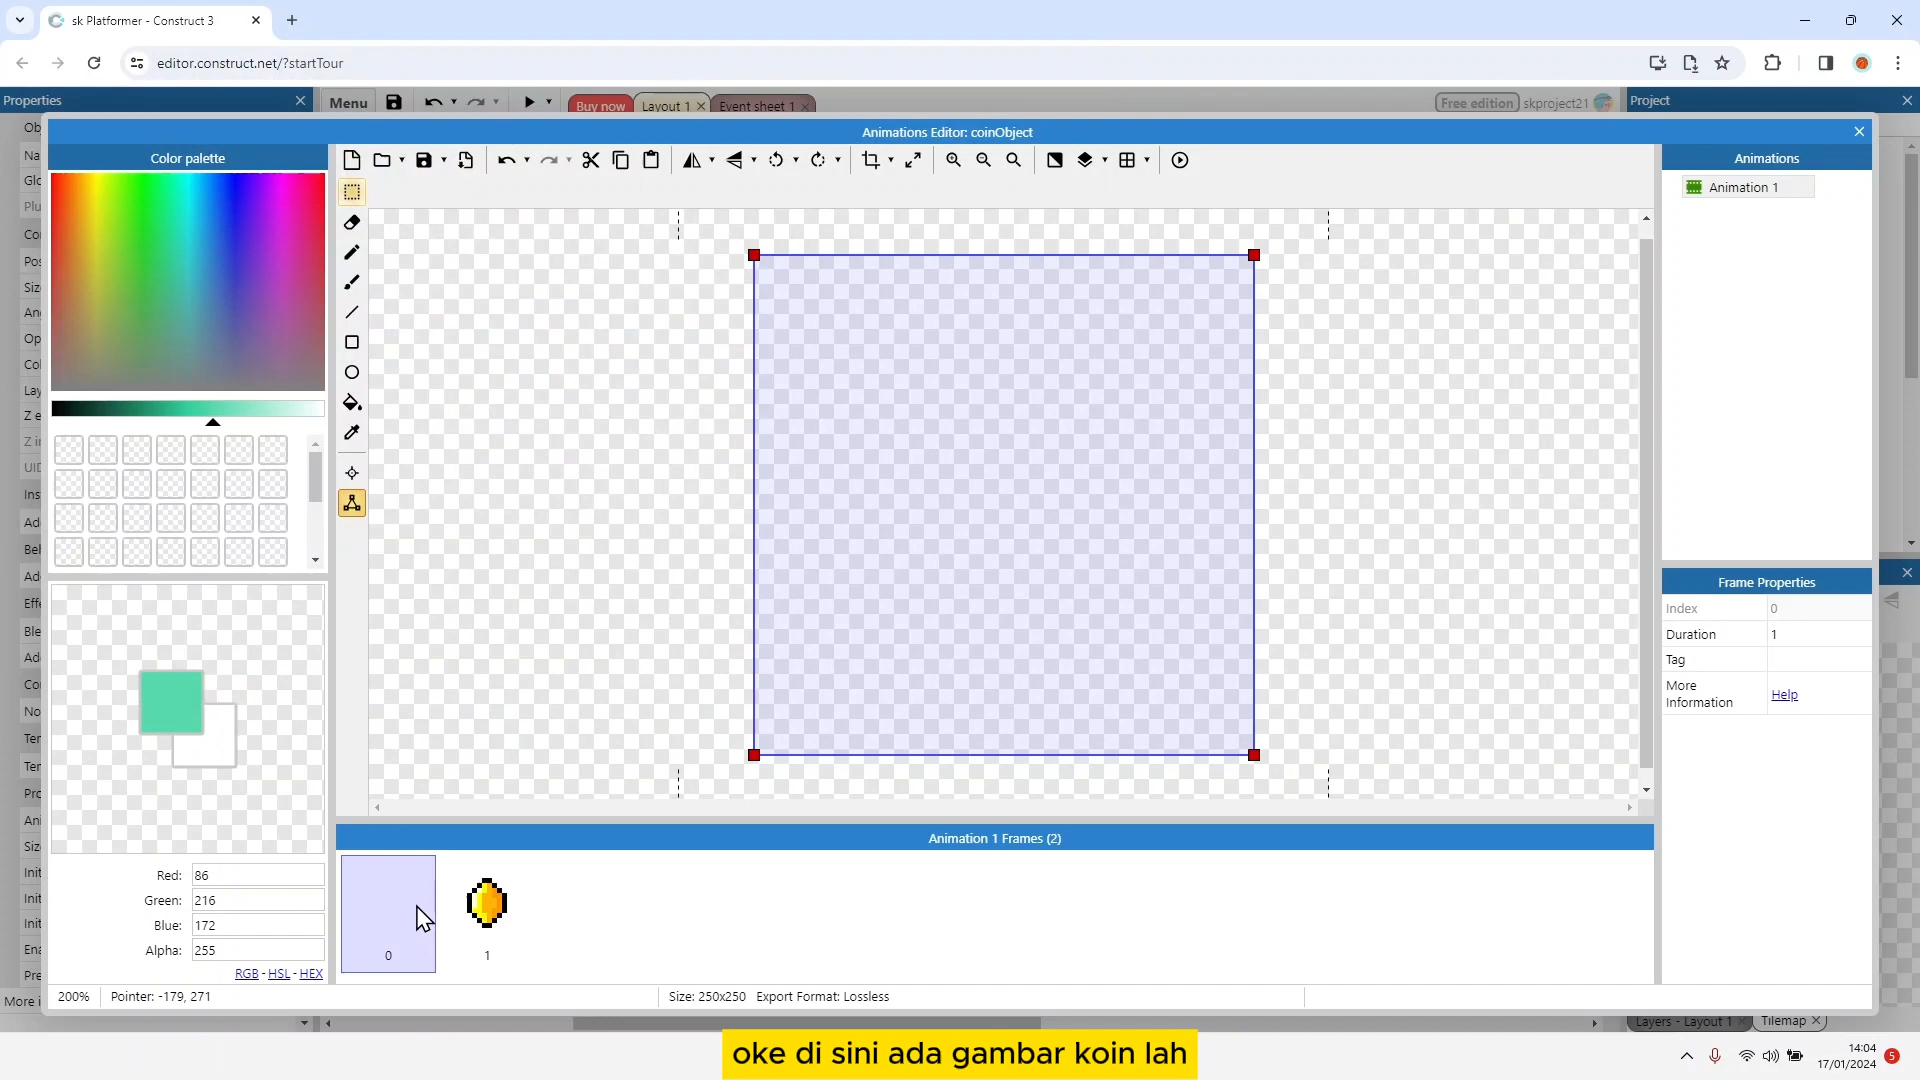 sk Platformer - Construct 3
editor.construct.net/?startTour
Properties
Menu
Buy now
Layout 1
Event sheet 1
Free edition
skproject21
Project
Animations Editor: coinObject
Color palette
Animations
Animation 1
Frame Properties
Index 0
Duration 1
Tag
More Information Help
Animation 1 Frames (2)
0
1
Red: 86
Green: 216
Blue: 172
Alpha: 255
RGB - HSL - HEX
200%
Pointer: -179, 271
Size: 250x250 Export Format: Lossless
More i
Layers - Layout 1
Tilemap
oke di sini ada gambar koin lah
14:04
17/01/2024
5